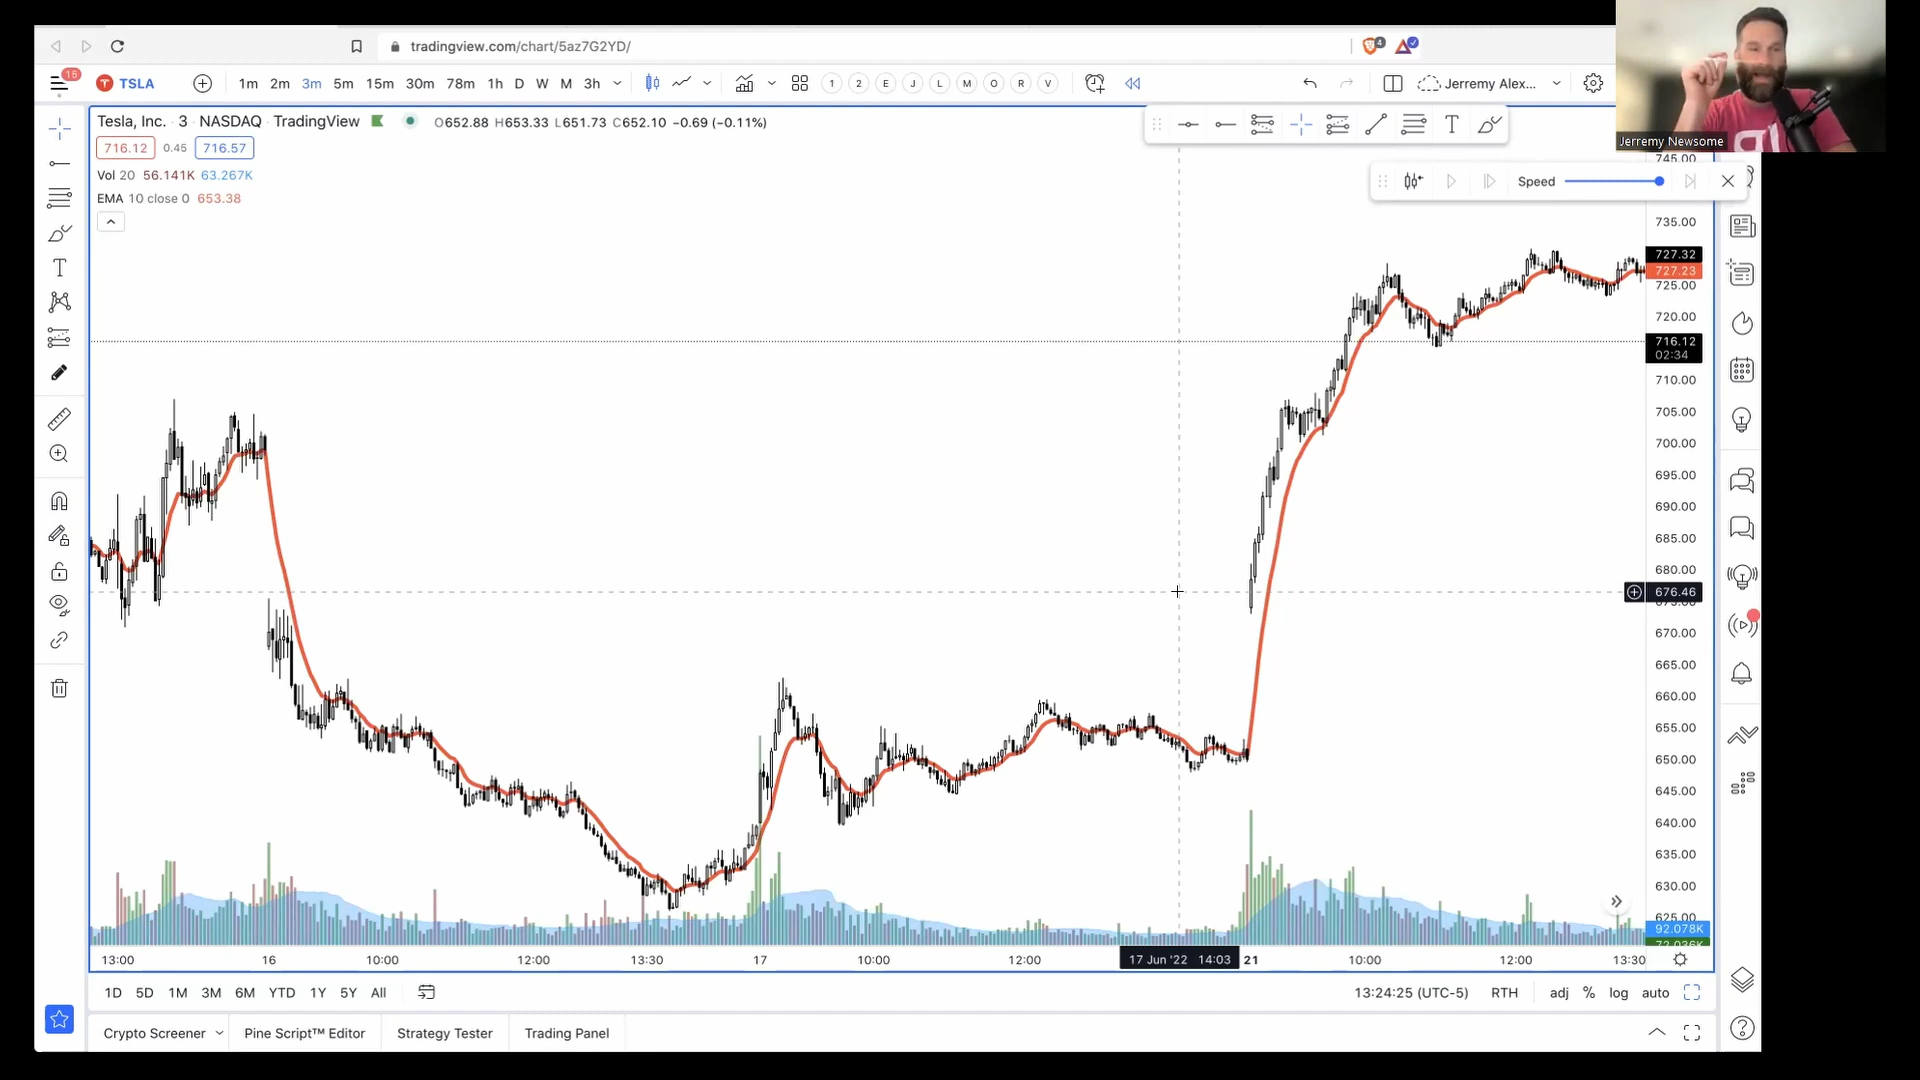 tradingview.com/chart/5az7G2YD/
4
15
TSLA
1m 2m 3m 5m 15m 30m 78m 1h D W M 3h
1 2 E J L M O R V
Jerremy Alex...
Jerremy Newsome
Tesla, Inc. 3 NASDAQ TradingView
O652.88 H653.33 L651.73 C652.10 −0.69 (−0.11%)
716.12 0.45 716.57
Vol 20 56.141K 63.267K
EMA 10 close 0 653.38
Speed
745.00
735.00
727.32
727.23
725.00
720.00
716.12
02:34
710.00
705.00
700.00
695.00
690.00
685.00
680.00
676.46
670.00
665.00
660.00
655.00
650.00
645.00
640.00
635.00
630.00
625.00
92.078K
13:00 16 10:00 12:00 13:30 17 10:00 12:00 17 Jun '22 14:03 21 10:00 12:00 13:30
1D 5D 1M 3M 6M YTD 1Y 5Y All
13:24:25 (UTC-5) RTH adj % log auto
Crypto Screener Pine Script™ Editor Strategy Tester Trading Panel